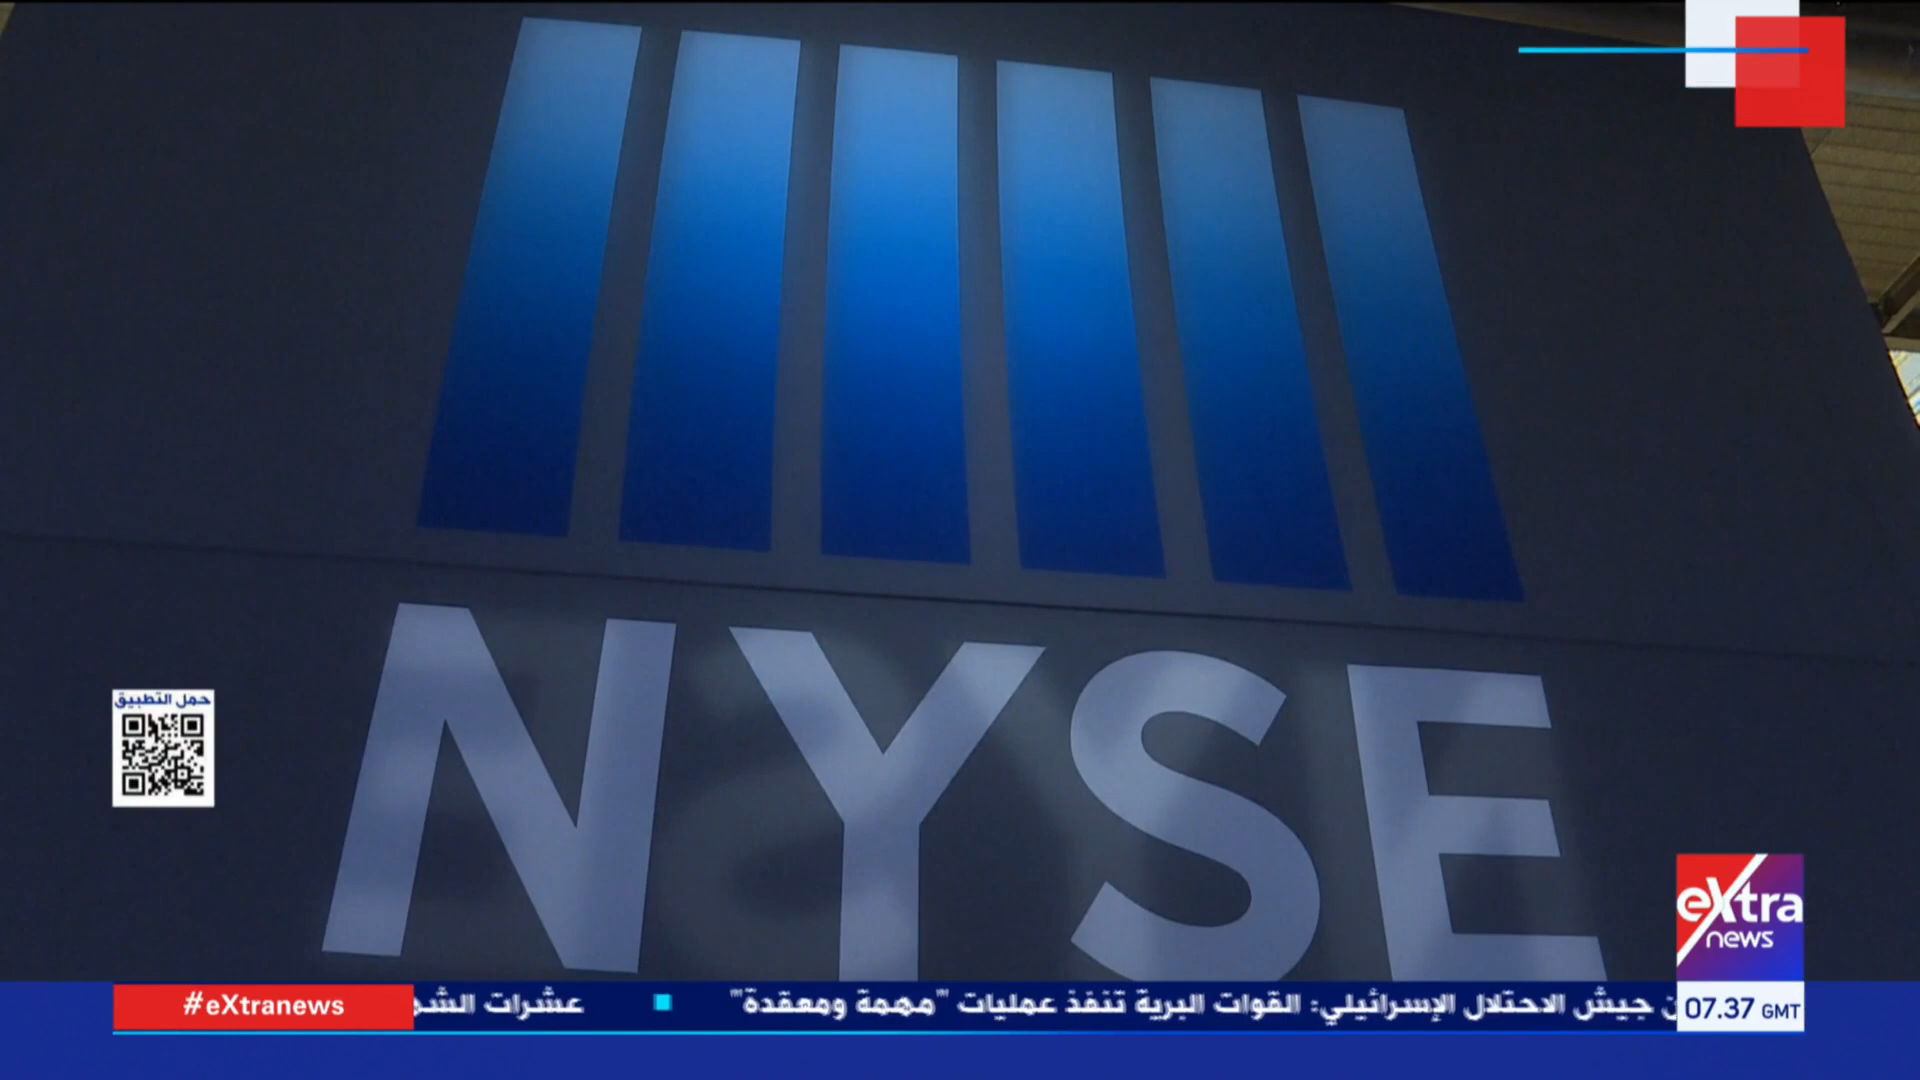 NYSE
حمل التطبيق
eXtra
news
#eXtranews
جيش الاحتلال الإسرائيلي: القوات البرية تنفذ عمليات "مهمة ومعقدة"
عشرات
07.37 GMT